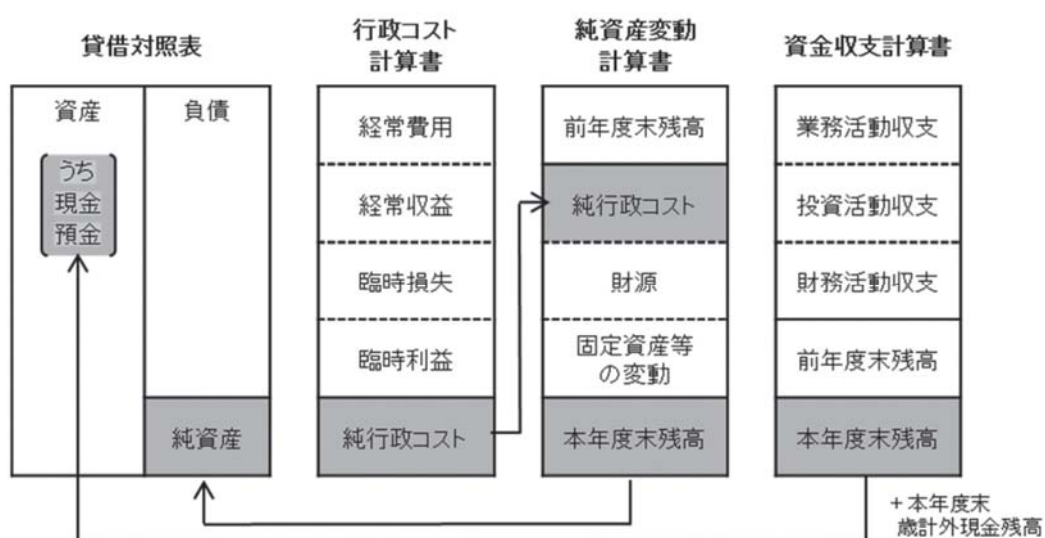 貸借対照表
資産
負債
うち
現金
預金
純資産
行政コスト
計算書
経常費用
経常収益
臨時損失
臨時利益
純行政コスト
純資産変動
計算書
前年度末残高
純行政コスト
財源
固定資産等
の変動
本年度末残高
資金収支計算書
業務活動収支
投資活動収支
財務活動収支
前年度末残高
本年度末残高
+本年度末
歳計外現金残高